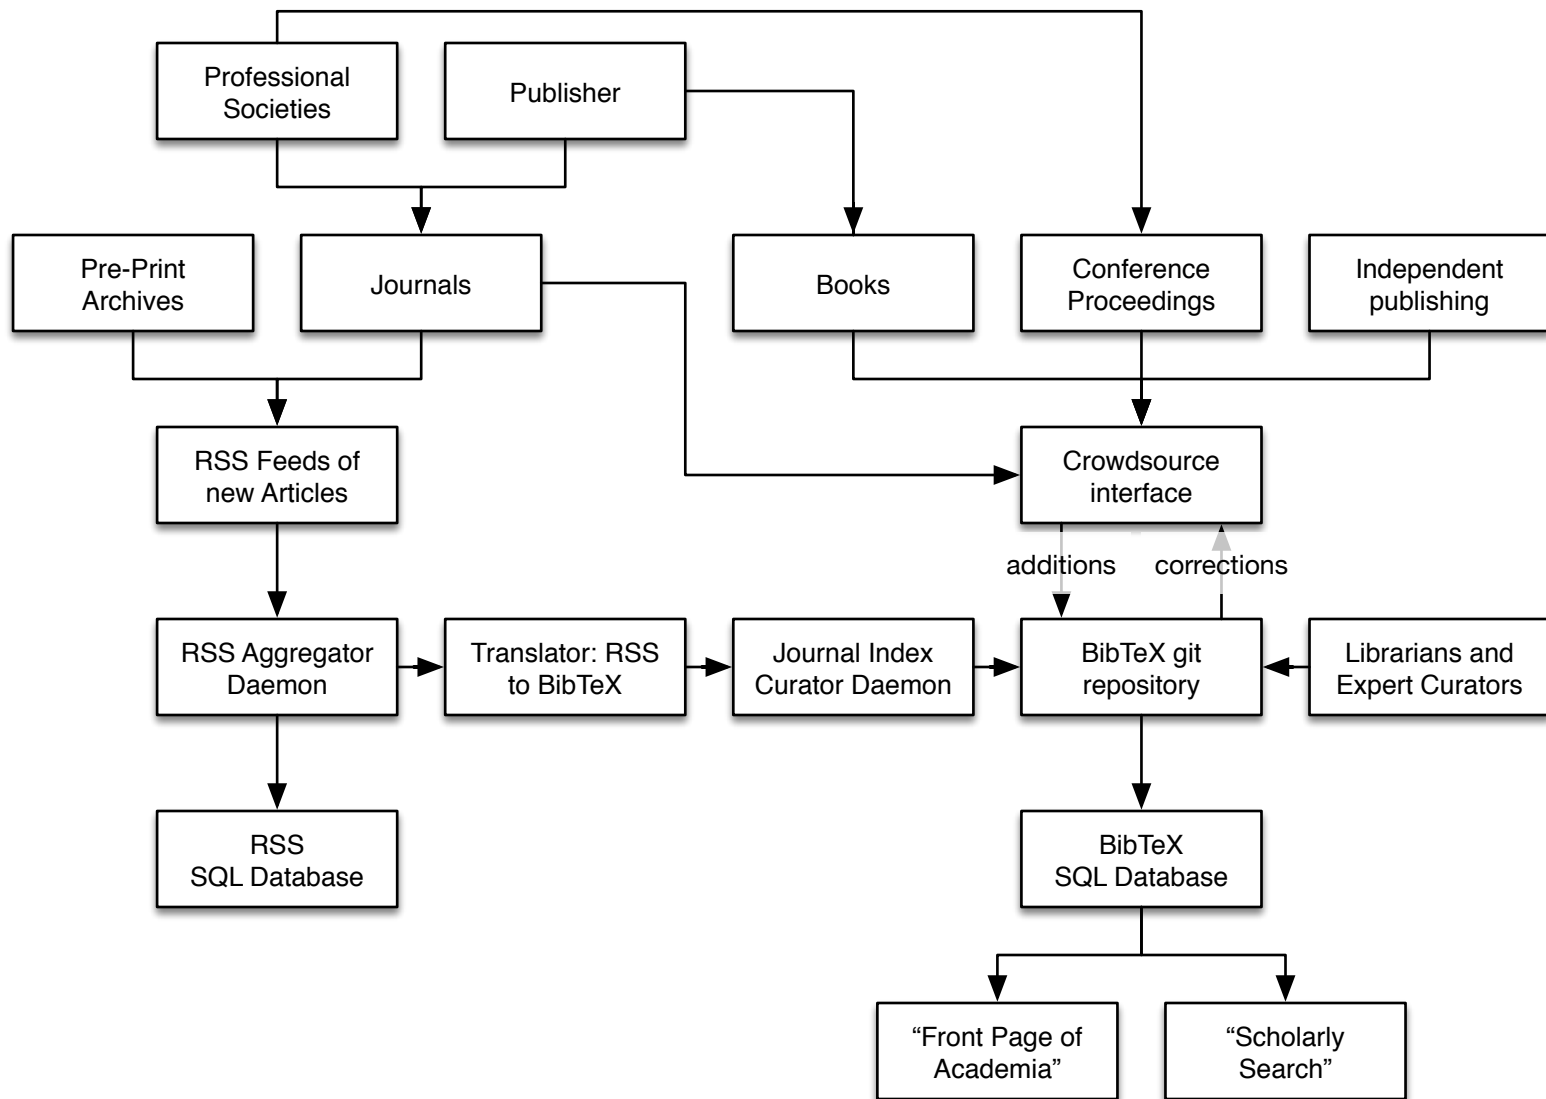 Professional
Societies
Publisher
Pre-Print
Archives
Journals
Books
Conference
Proceedings
Independent
publishing
RSS Feeds of
new Articles
Crowdsource
interface
additions
corrections
RSS Aggregator
Daemon
Translator: RSS
to BibTeX
Journal Index
Curator Daemon
BibTeX git
repository
Librarians and
Expert Curators
RSS
SQL Database
BibTeX
SQL Database
“Front Page of
Academia”
“Scholarly
Search”